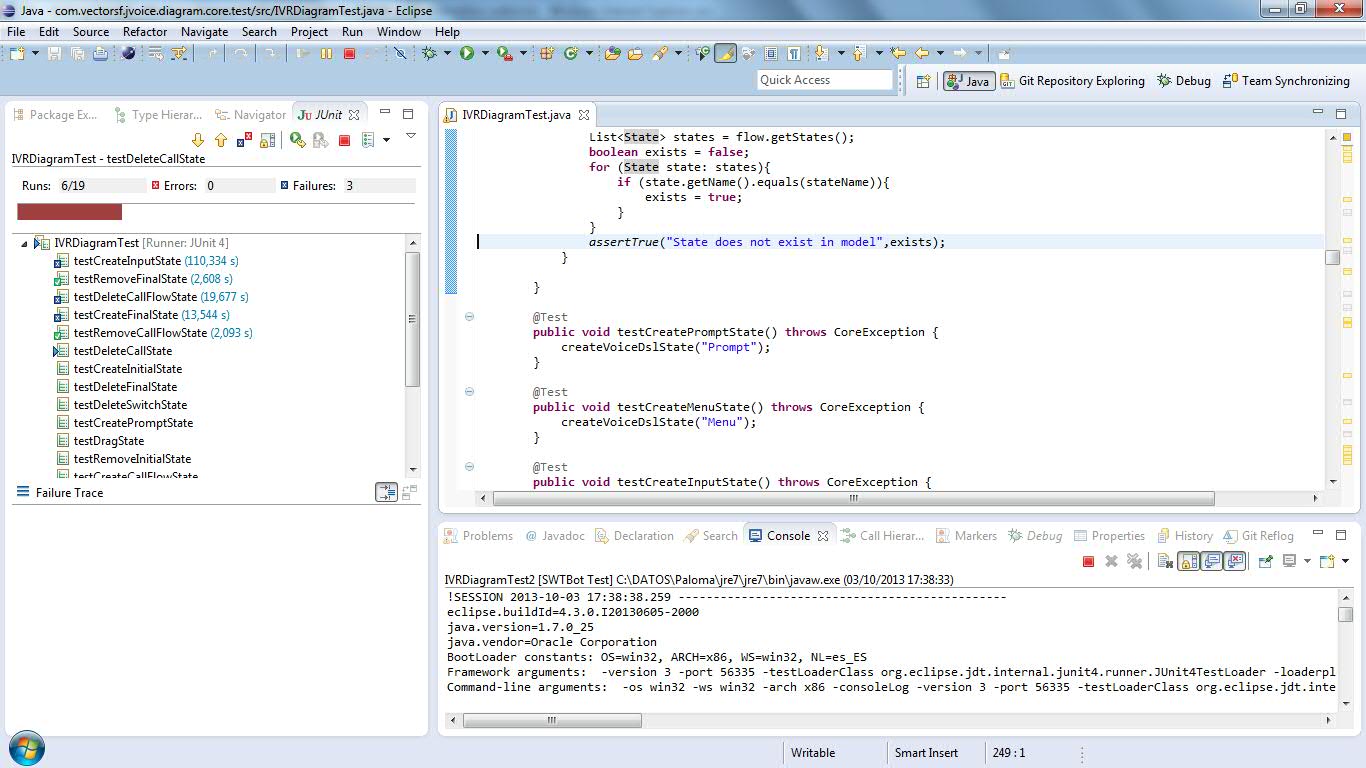 Java - com.vectorsf.jvoice.diagram.core.test/src/IVRDiagramTest.java - Eclipse
File Edit Source Refactor Navigate Search Project Run Window Help
Quick Access
Java Git Repository Exploring Debug Team Synchronizing
Package Ex... Type Hierar... Navigator JUnit
IVRDiagramTest - testDeleteCallState
Runs: 6/19 Errors: 0 Failures: 3
IVRDiagramTest [Runner: JUnit 4]
testCreateInputState (110,334 s)
testRemoveFinalState (2,608 s)
testDeleteCallFlowState (19,677 s)
testCreateFinalState (13,544 s)
testRemoveCallFlowState (2,093 s)
testDeleteCallState
testCreateInitialState
testDeleteFinalState
testDeleteSwitchState
testCreatePromptState
testDragState
testRemoveInitialState
testCreateCallFlowState
Failure Trace
IVRDiagramTest.java
List<State> states = flow.getStates();
boolean exists = false;
for (State state: states){
if (state.getName().equals(stateName)){
exists = true;
}
}
assertTrue("State does not exist in model",exists);
}
}
@Test
public void testCreatePromptState() throws CoreException {
createVoiceDslState("Prompt");
}
@Test
public void testCreateMenuState() throws CoreException {
createVoiceDslState("Menu");
}
@Test
public void testCreateInputState() throws CoreException {
Problems Javadoc Declaration Search Console Call Hierar... Markers Debug Properties History Git Reflog
IVRDiagramTest2 [SWTBot Test] C:\DATOS\Paloma\jre7\jre7\bin\javaw.exe (03/10/2013 17:38:33)
!SESSION 2013-10-03 17:38:38.259 -----------------------------------------------
eclipse.buildId=4.3.0.I20130605-2000
java.version=1.7.0_25
java.vendor=Oracle Corporation
BootLoader constants: OS=win32, ARCH=x86, WS=win32, NL=es_ES
Framework arguments:  -version 3 -port 56335 -testLoaderClass org.eclipse.jdt.internal.junit4.runner.JUnit4TestLoader -loaderpl
Command-line arguments:  -os win32 -ws win32 -arch x86 -consoleLog -version 3 -port 56335 -testLoaderClass org.eclipse.jdt.inte
Writable Smart Insert 249 : 1